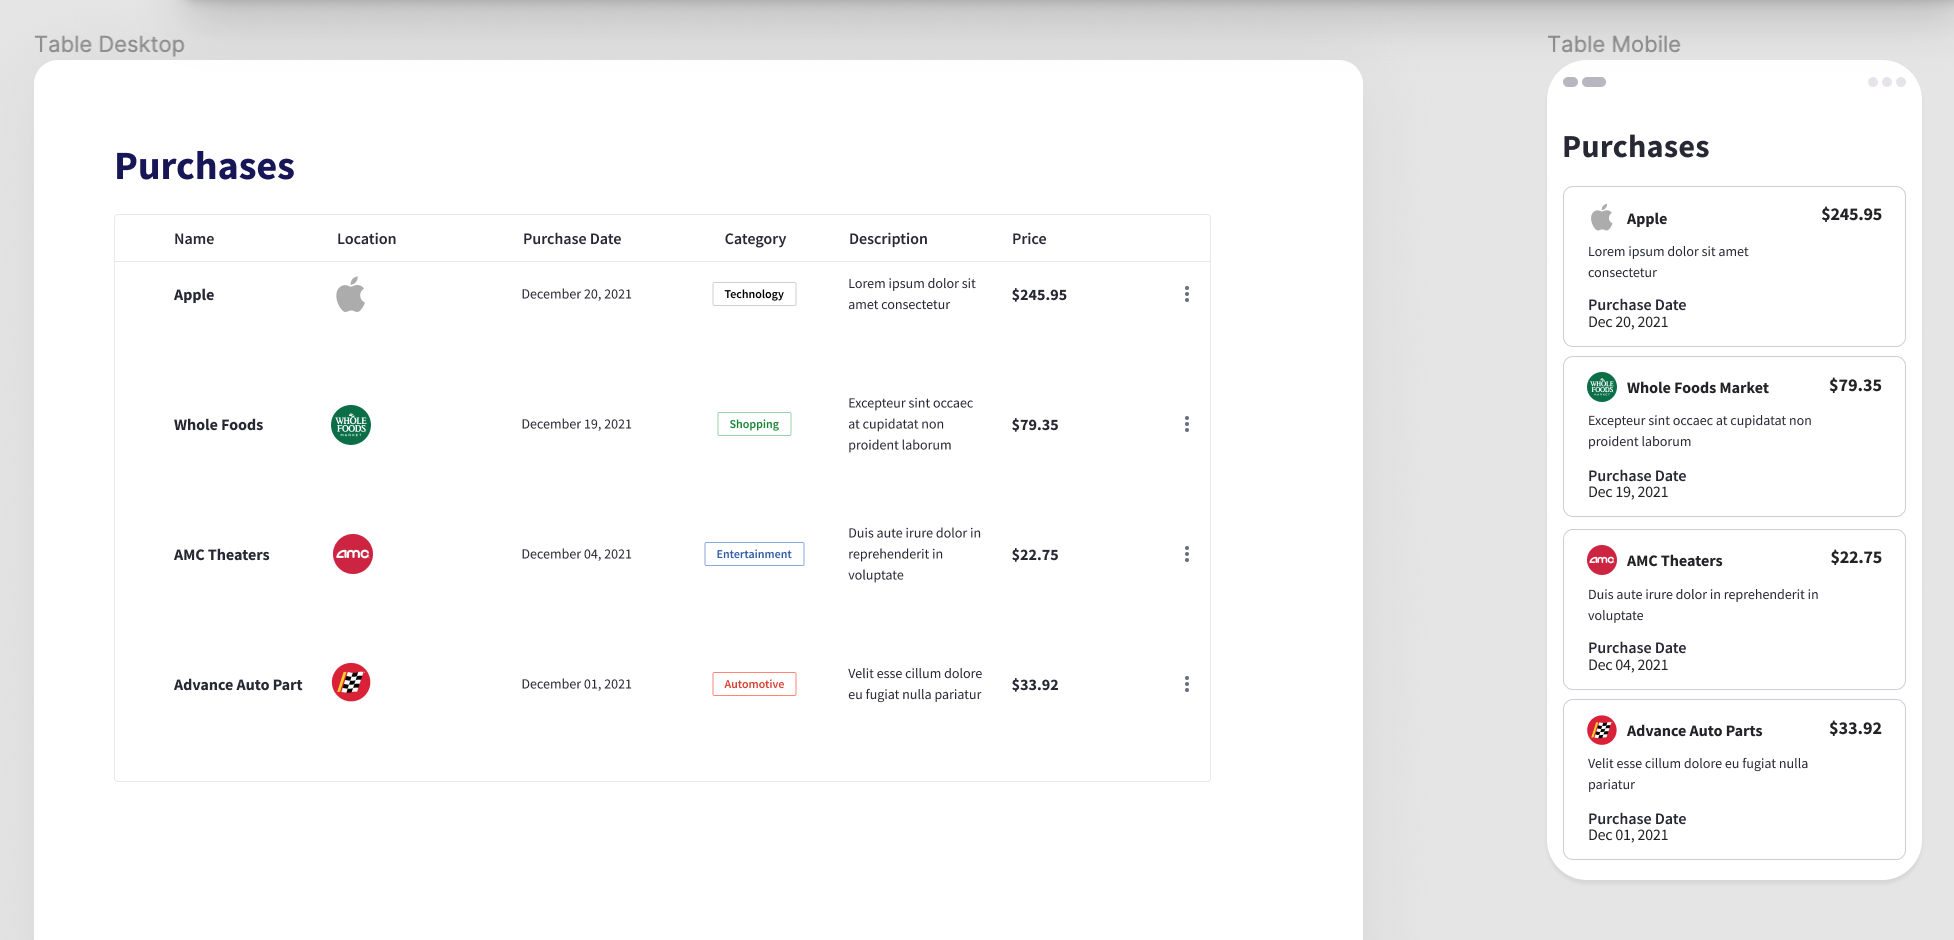 Table Desktop
Purchases
Name Location Purchase Date Category Description Price
Apple December 20, 2021 Technology Lorem ipsum dolor sit $245.95
amet consectetur
Whole Foods WHOLE FOODS MARKET December 19, 2021 Shopping Excepteur sint occaec $79.35
at cupidatat non
proident laborum
AMC Theaters amc December 04, 2021 Entertainment Duis aute irure dolor in $22.75
reprehenderit in
voluptate
Advance Auto Part December 01, 2021 Automotive Velit esse cillum dolore $33.92
eu fugiat nulla pariatur
Table Mobile
Purchases
Apple $245.95
Lorem ipsum dolor sit amet
consectetur
Purchase Date
Dec 20, 2021
WHOLE FOODS MARKET Whole Foods Market $79.35
Excepteur sint occaec at cupidatat non
proident laborum
Purchase Date
Dec 19, 2021
amc AMC Theaters $22.75
Duis aute irure dolor in reprehenderit in
voluptate
Purchase Date
Dec 04, 2021
Advance Auto Parts $33.92
Velit esse cillum dolore eu fugiat nulla
pariatur
Purchase Date
Dec 01, 2021